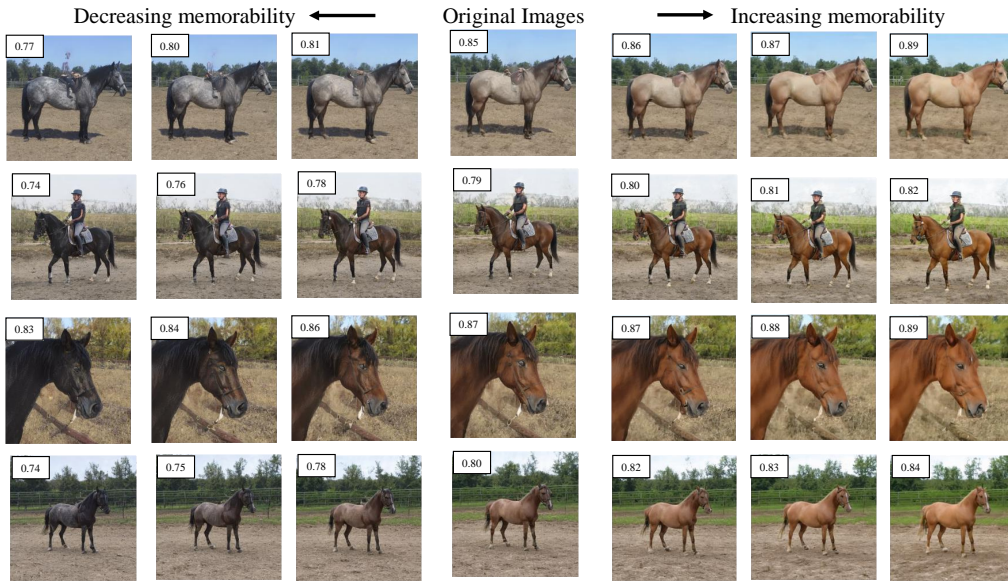 Decreasing memorability Original Images Increasing memorability
0.77 0.80 0.81 0.85 0.86 0.87 0.89
0.74 0.76 0.78 0.79 0.80 0.81 0.82
0.83 0.84 0.86 0.87 0.87 0.88 0.89
0.74 0.75 0.78 0.80 0.82 0.83 0.84